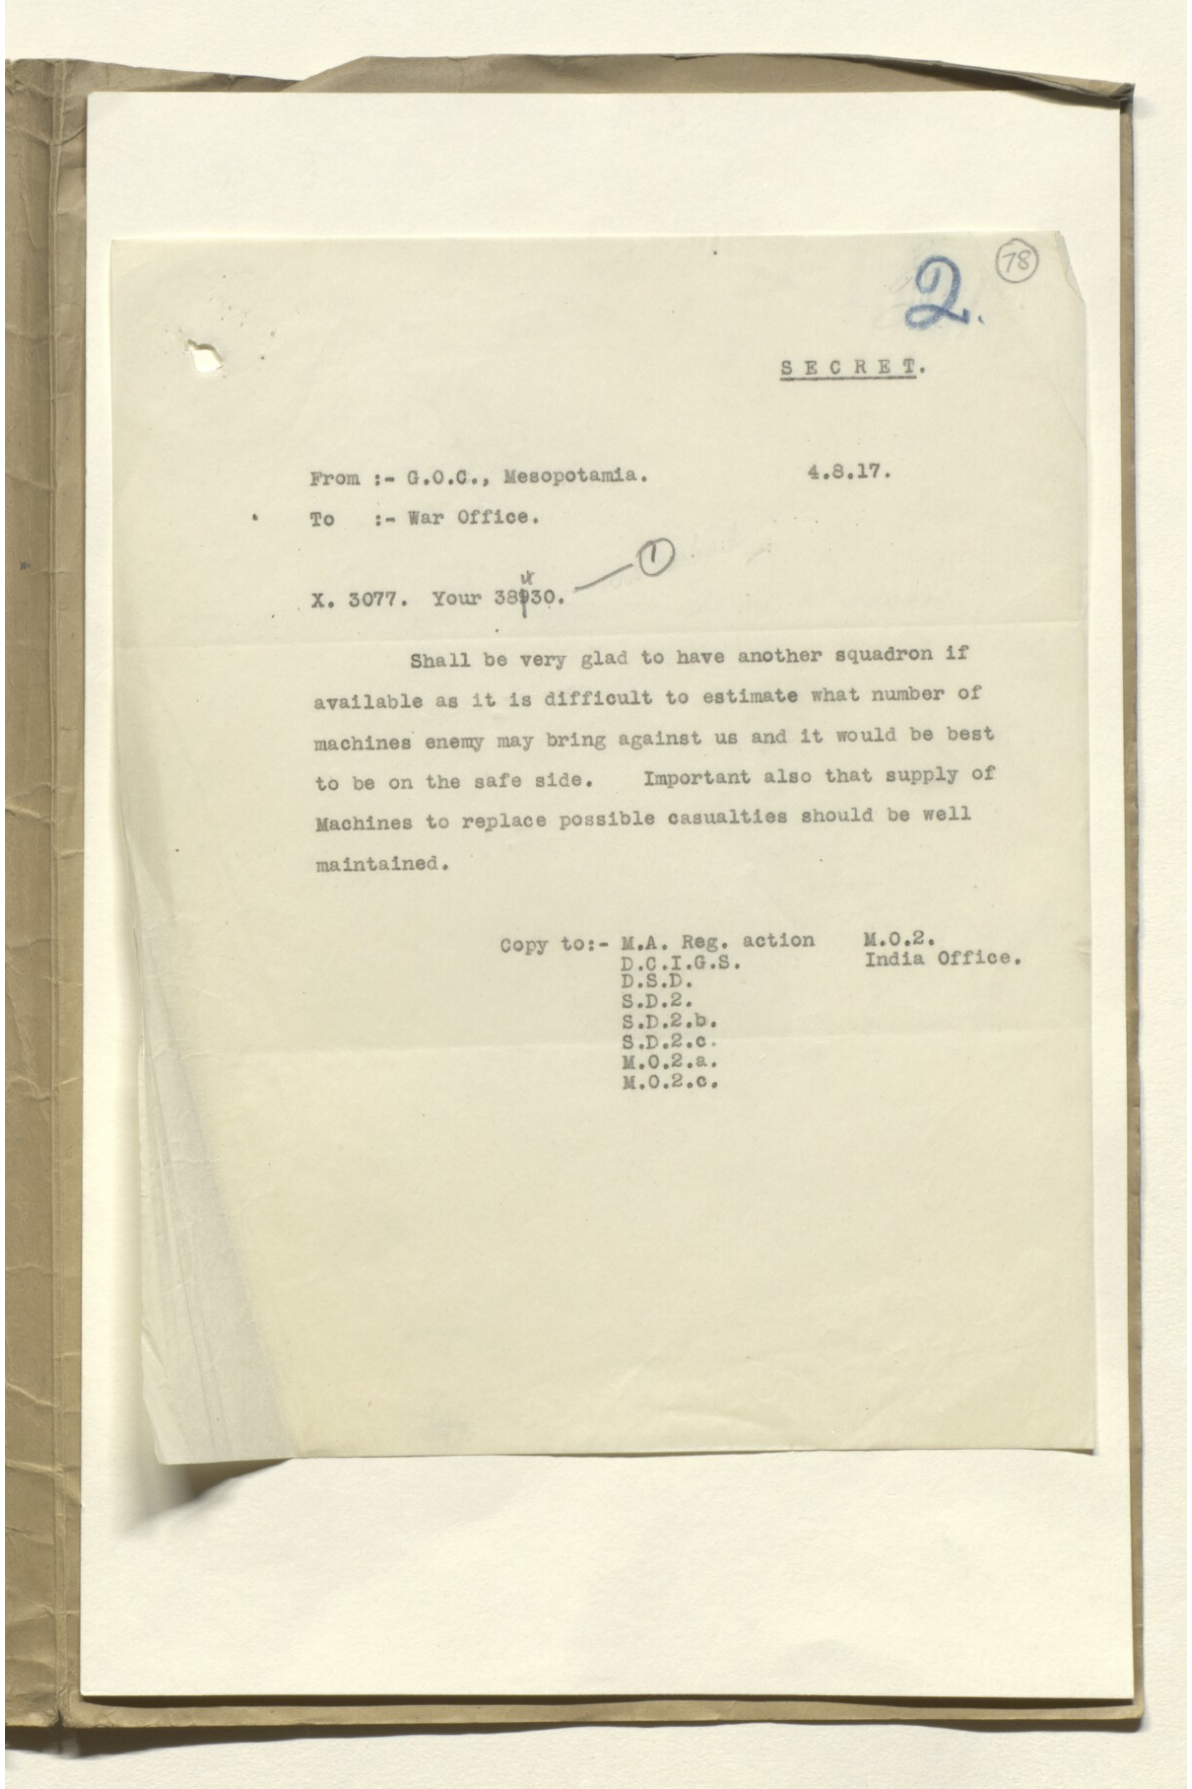 2. 78
S E C R E T.
From :- G.O.C., Mesopotamia. 4.8.17.
To :- War Office.
1
X. 3077. Your 38930.
Shall be very glad to have another squadron if
available as it is difficult to estimate what number of
machines enemy may bring against us and it would be best
to be on the safe side. Important also that supply of
Machines to replace possible casualties should be well
maintained.
Copy to:- M.A. Reg. action M.O.2.
D.C.I.G.S. India Office.
D.S.D.
S.D.2.
S.D.2.b.
S.D.2.c.
M.O.2.a.
M.O.2.c.